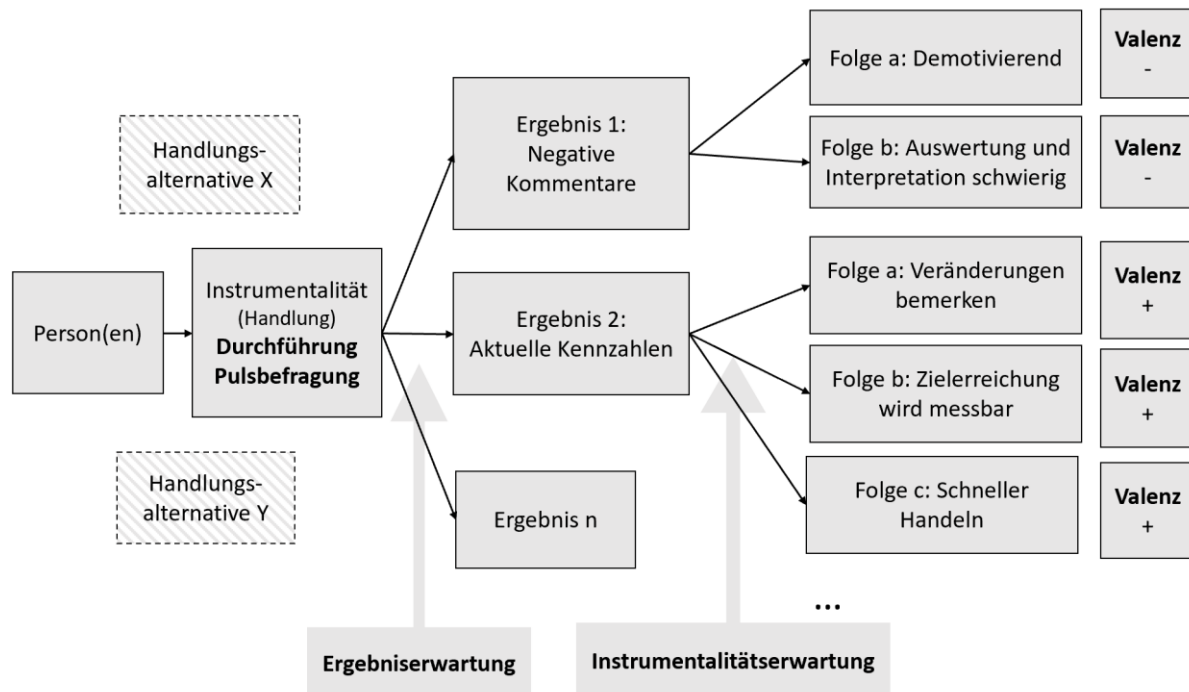 Handlungs-
alternative X
Person(en)
Instrumentalität
(Handlung)
Durchführung
Pulsbefragung
Handlungs-
alternative Y
Ergebnis 1:
Negative
Kommentare
Ergebnis 2:
Aktuelle Kennzahlen
Ergebnis n
Folge a: Demotivierend
Valenz
-
Folge b: Auswertung und
Interpretation schwierig
Valenz
-
Folge a: Veränderungen
bemerken
Valenz
+
Folge b: Zielerreichung
wird messbar
Valenz
+
Folge c: Schneller
Handeln
Valenz
+
...
Ergebniserwartung
Instrumentalitätserwartung